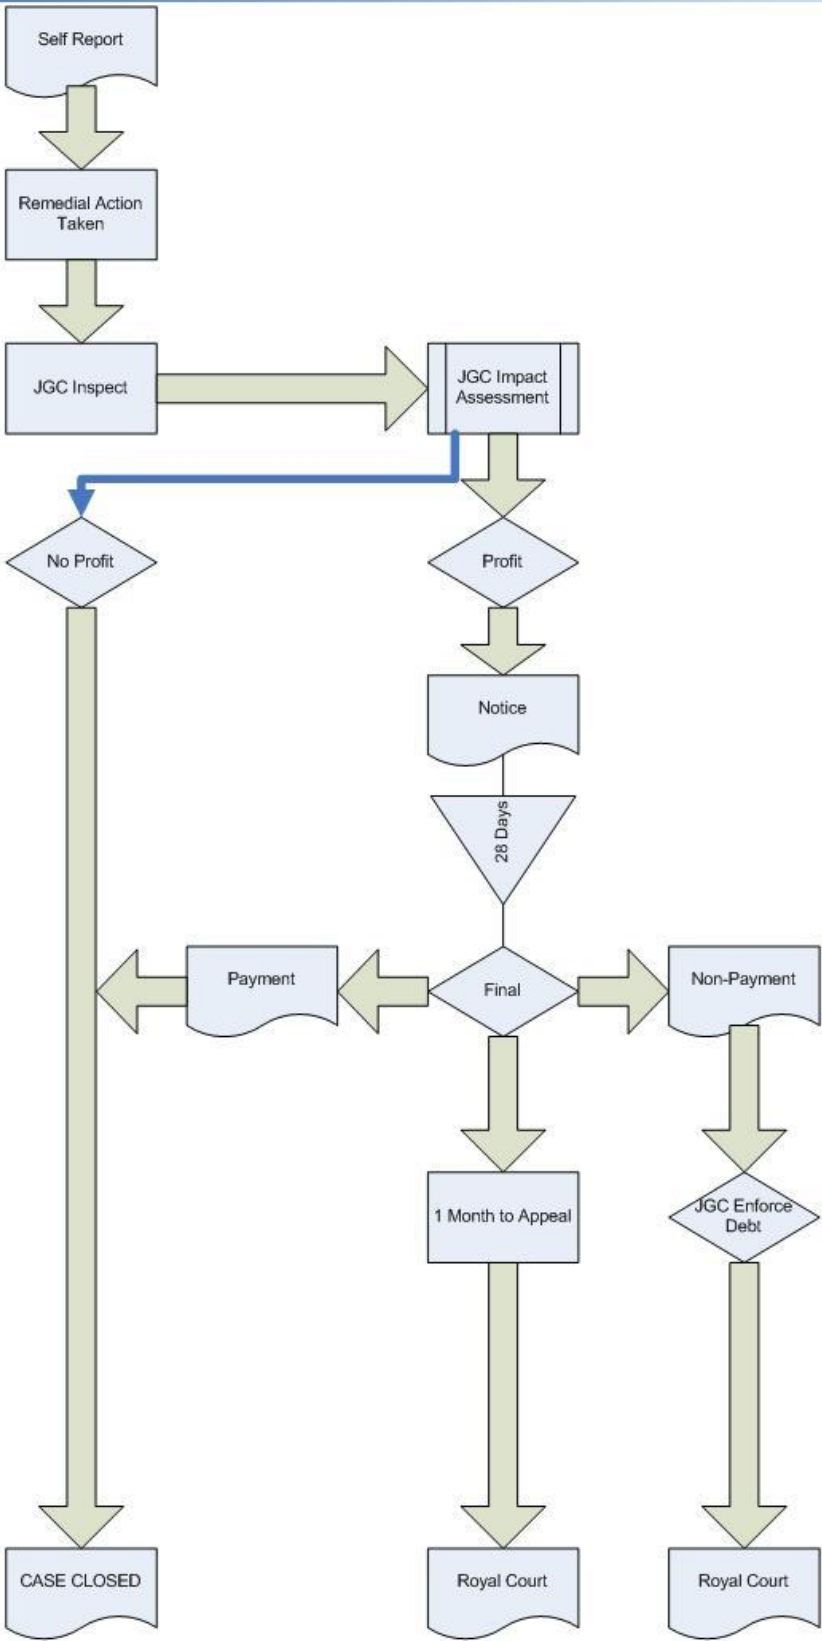 Self Report
Remedial Action
Taken
JGC Inspect
JGC Impact
Assessment
No Profit
Profit
Notice
28 Days
Payment
Final
Non-Payment
1 Month to Appeal
JGC Enforce
Debt
CASE CLOSED
Royal Court
Royal Court